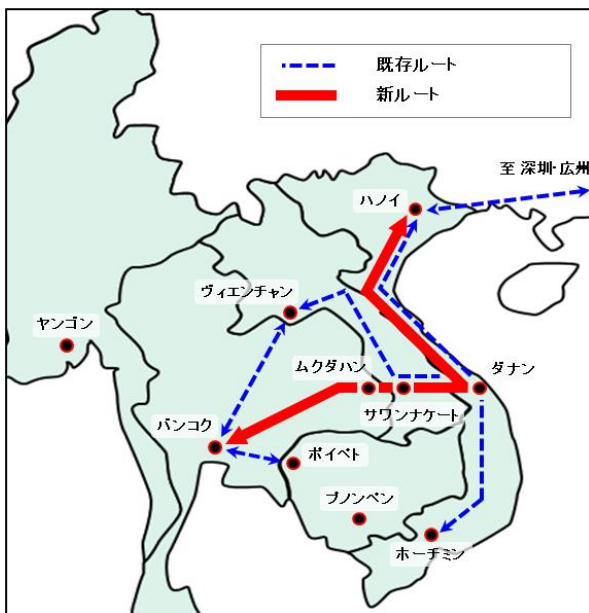 既存ルート
新ルート
至 深圳・広州
ハノイ
ヴィエンチャン
ヤンゴン
ムクダハン
ダナン
サワンナケート
バンコク
ポイペト
プノンペン
ホーチミン